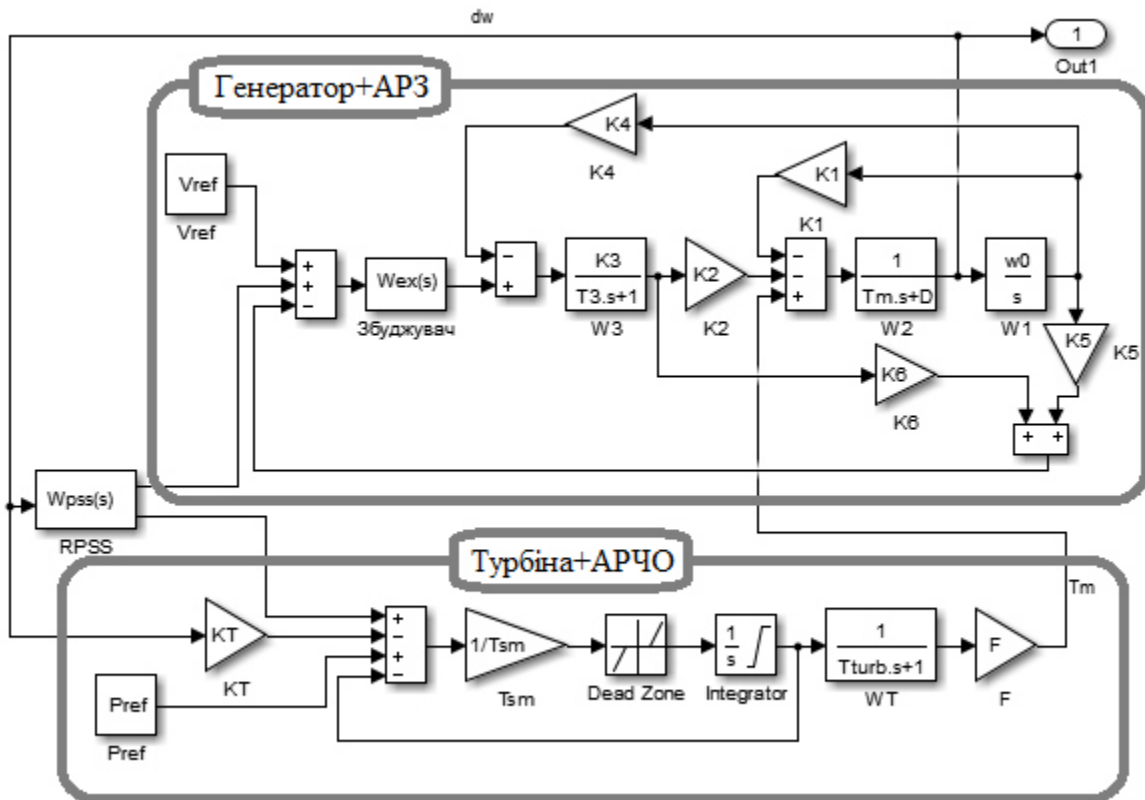 dw
1
Out1
Генератор+АРЗ
K4
K4
Vref
Vref
K1
K1
+
+
−
Wex(s)
Збуджувач
−
+
K3
T3.s+1
W3
K2
K2
−
−
+
1
Tm.s+D
W2
w0
s
W1
K5
K5
K6
K6
+ +
Wpss(s)
RPSS
Турбіна+АРЧО
Tm
KT
KT
+
−
+
−
1/Tsm
Tsm
Dead Zone
1
s
Integrator
1
Tturb.s+1
WT
F
F
Pref
Pref